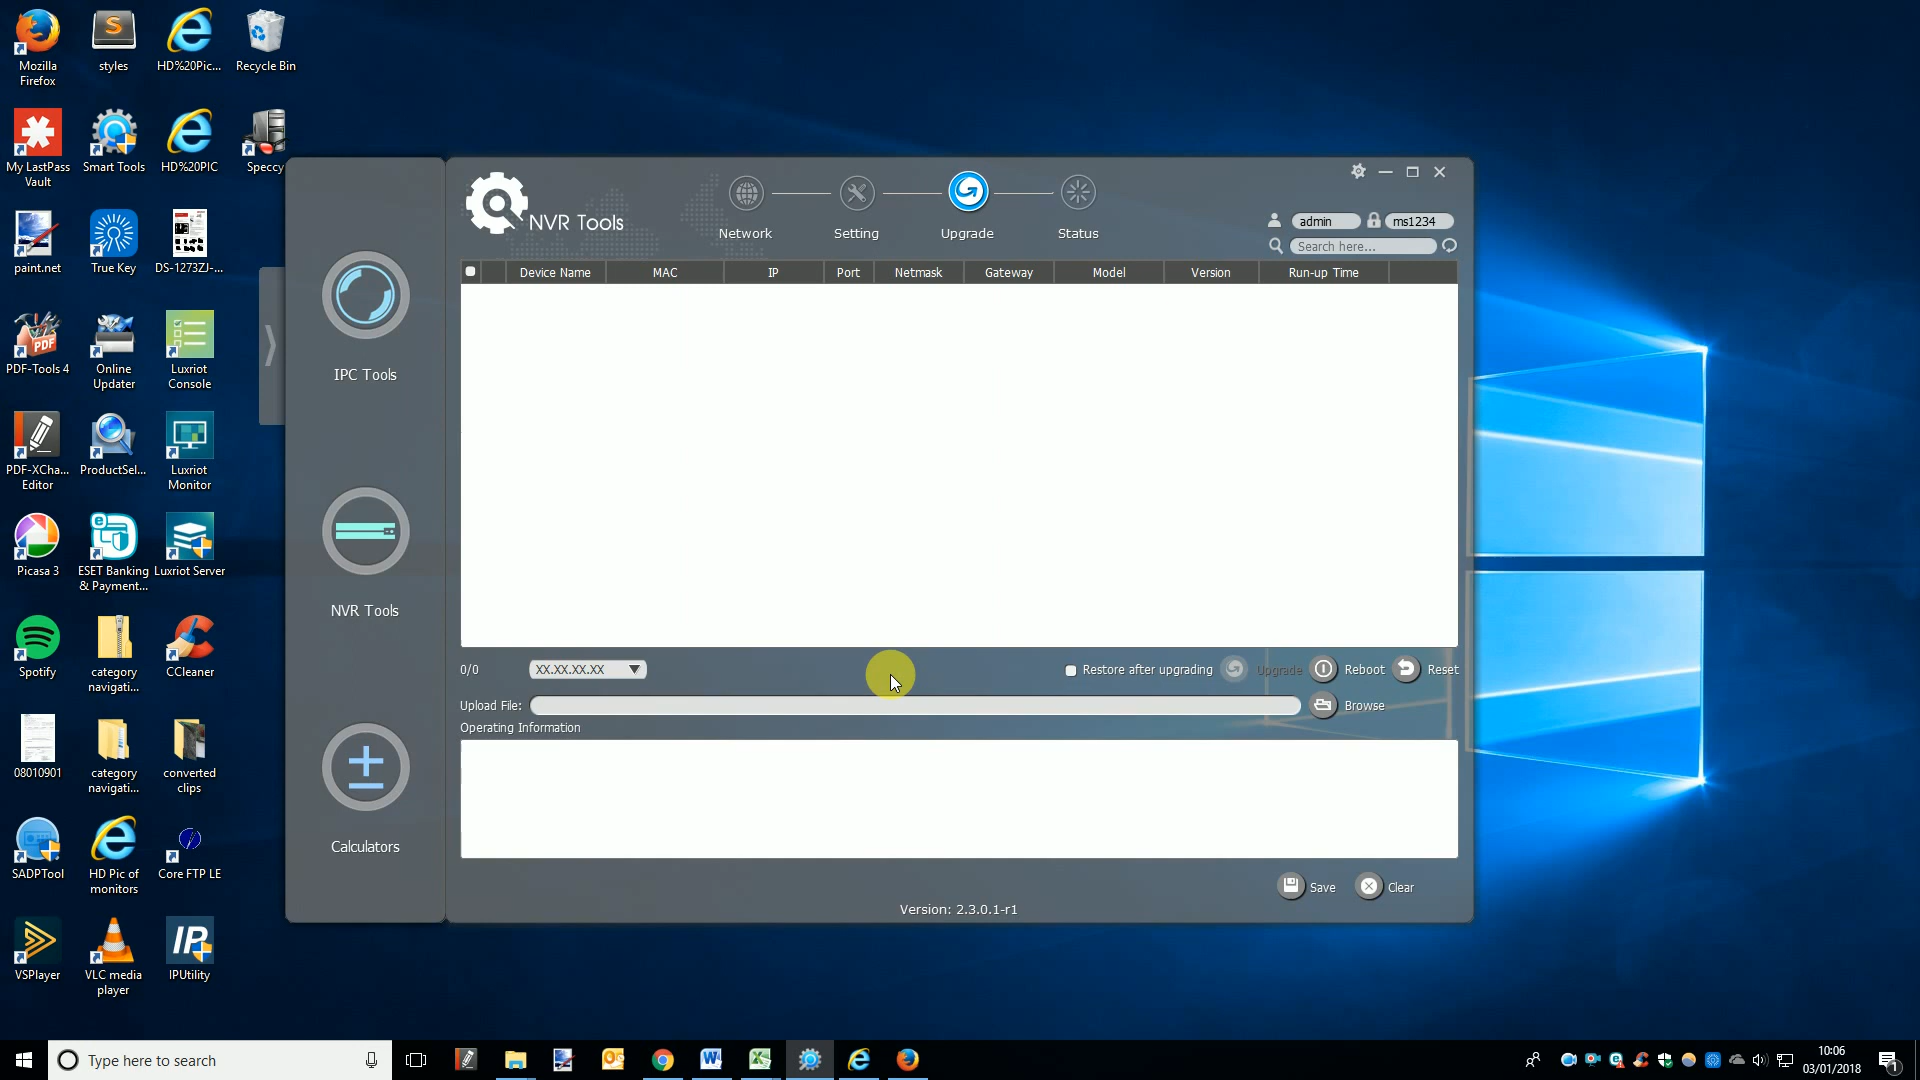 Mozilla
Firefox
styles
HD%20Pic...
Recycle Bin
My LastPass
Vault
Smart Tools
HD%20PIC
Speccy
paint.net
True Key
DS-1273ZJ-...
PDF-Tools 4
Online
Updater
Luxriot
Console
PDF-XCha...
Editor
ProductSel...
Luxriot
Monitor
Picasa 3
ESET Banking
& Payment...
Luxriot Server
Spotify
category
navigati...
CCleaner
08010901
category
navigati...
converted
clips
SADPTool
HD Pic of
monitors
Core FTP LE
VSPlayer
VLC media
player
IP
IPUtility
IPC Tools
NVR Tools
Calculators
NVR Tools
Network
Setting
Upgrade
Status
admin
ms1234
Search here...
Device Name MAC IP Port Netmask Gateway Model Version Run-up Time
0/0
XX.XX.XX.XX
Restore after upgrading
Upgrade
Reboot
Reset
Upload File:
Browse
Operating Information
Save
Clear
Version: 2.3.0.1-r1
Type here to search
10:06
03/01/2018
1